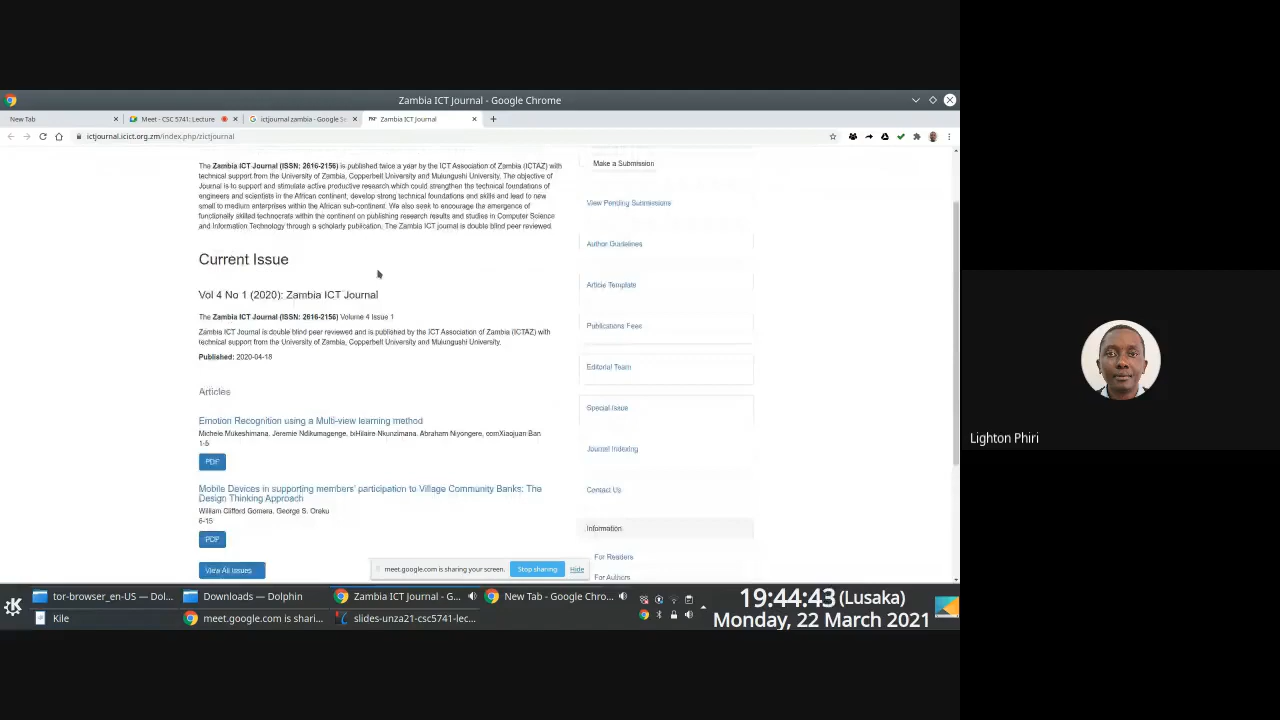 Zambia ICT Journal - Google Chrome
New Tab
Meet - CSC 5741: Lecture
ictjournal zambia - Google Se
Zambia ICT Journal
ictjournal.icict.org.zm/index.php/zictjournal
The Zambia ICT Journal (ISSN: 2616-2156) is published twice a year by the ICT Association of Zambia (ICTAZ) with
technical support from the University of Zambia, Copperbelt University and Mulungushi University. The objective of
Journal is to support and stimulate active productive research which could strengthen the technical foundations of
engineers and scientists in the African continent, develop strong technical foundations and skills and lead to new
small to medium enterprises within the African sub-continent. We also seek to encourage the emergence of
functionally skilled technocrats within the continent on publishing research results and studies in Computer Science
and Information Technology through a scholarly publication. The Zambia ICT journal is double blind peer reviewed.
Current Issue
Vol 4 No 1 (2020): Zambia ICT Journal
The Zambia ICT Journal (ISSN: 2616-2156) Volume 4 Issue 1
Zambia ICT Journal is double blind peer reviewed and is published by the ICT Association of Zambia (ICTAZ) with
technical support from the University of Zambia, Copperbelt University and Mulungushi University.
Published: 2020-04-18
Articles
Emotion Recognition using a Multi-view learning method
Michele Mukeshimana, Jeremie Ndikumagenge, bxHilaire Nkunzimana, Abraham Niyongere, comXiaojuan Ban
1-5
PDF
Mobile Devices in supporting members' participation to Village Community Banks: The
Design Thinking Approach
William Clifford Gomera, George S. Oreku
6-15
PDF
View All Issues
Make a Submission
View Pending Submissions
Author Guidelines
Article Template
Publications Fees
Editorial Team
Special Issue
Journal Indexing
Contact Us
Information
For Readers
For Authors
meet.google.com is sharing your screen.
Stop sharing
Hide
tor-browser_en-US — Dol...
Downloads — Dolphin
Zambia ICT Journal - G...
New Tab - Google Chro...
Kile
meet.google.com is shari...
slides-unza21-csc5741-lec...
19:44:43 (Lusaka)
Monday, 22 March 2021
Lighton Phiri